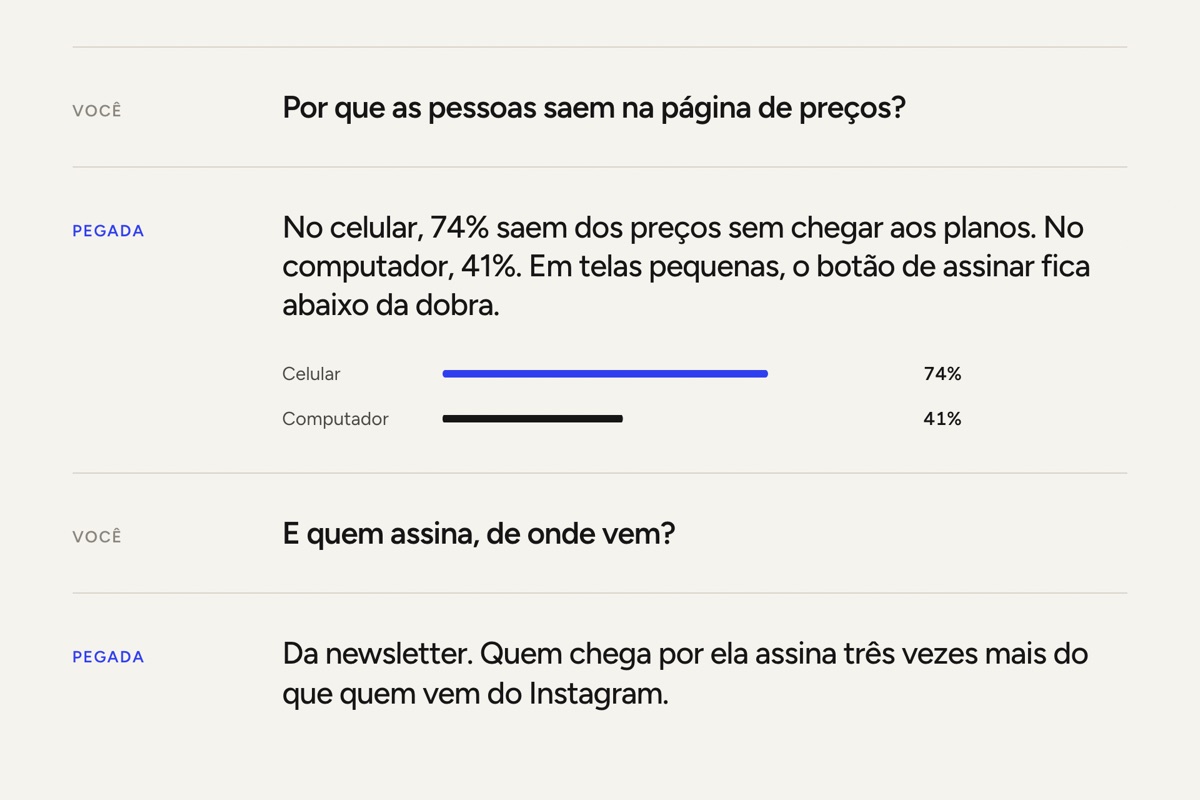 VOCÊ
Por que as pessoas saem na página de preços?
PEGADA
No celular, 74% saem dos preços sem chegar aos planos. No
computador, 41%. Em telas pequenas, o botão de assinar fica
abaixo da dobra.
Celular 74%
Computador 41%
VOCÊ
E quem assina, de onde vem?
PEGADA
Da newsletter. Quem chega por ela assina três vezes mais do
que quem vem do Instagram.